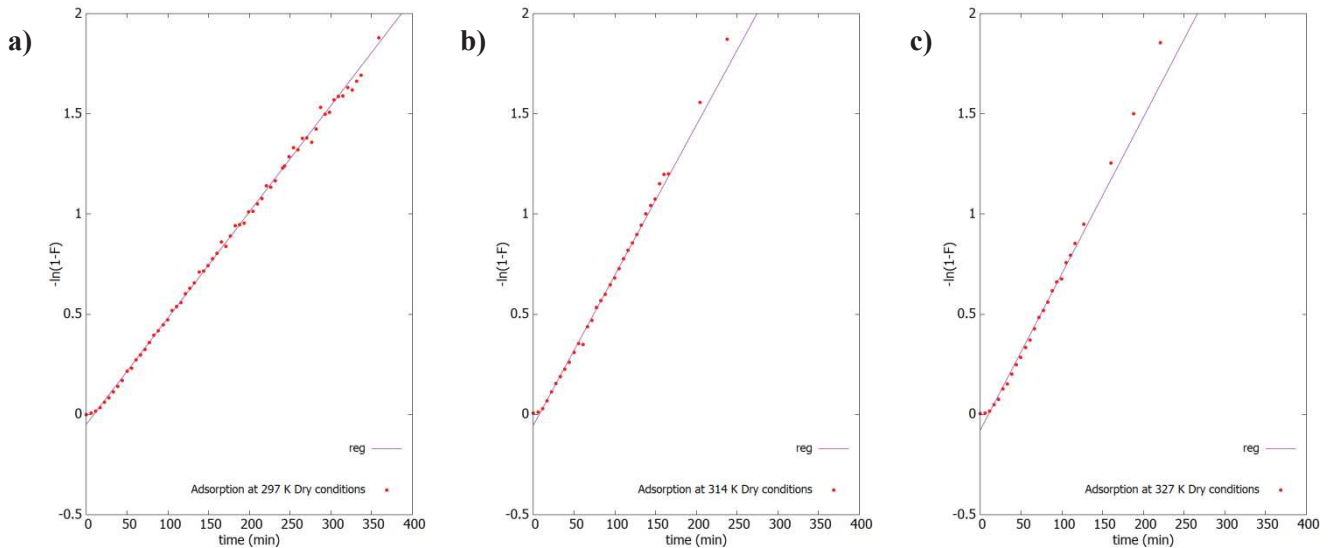 a)
2
1.5
1
0.5
0
-0.5
-ln(1-F)
0 50 100 150 200 250 300 350 400
time (min)
reg
Adsorption at 297 K Dry conditions
b)
2
1.5
1
0.5
0
-0.5
-ln(1-F)
0 50 100 150 200 250 300 350 400
time (min)
reg
Adsorption at 314 K Dry conditions
c)
2
1.5
1
0.5
0
-0.5
-ln(1-F)
0 50 100 150 200 250 300 350 400
time (min)
reg
Adsorption at 327 K Dry conditions